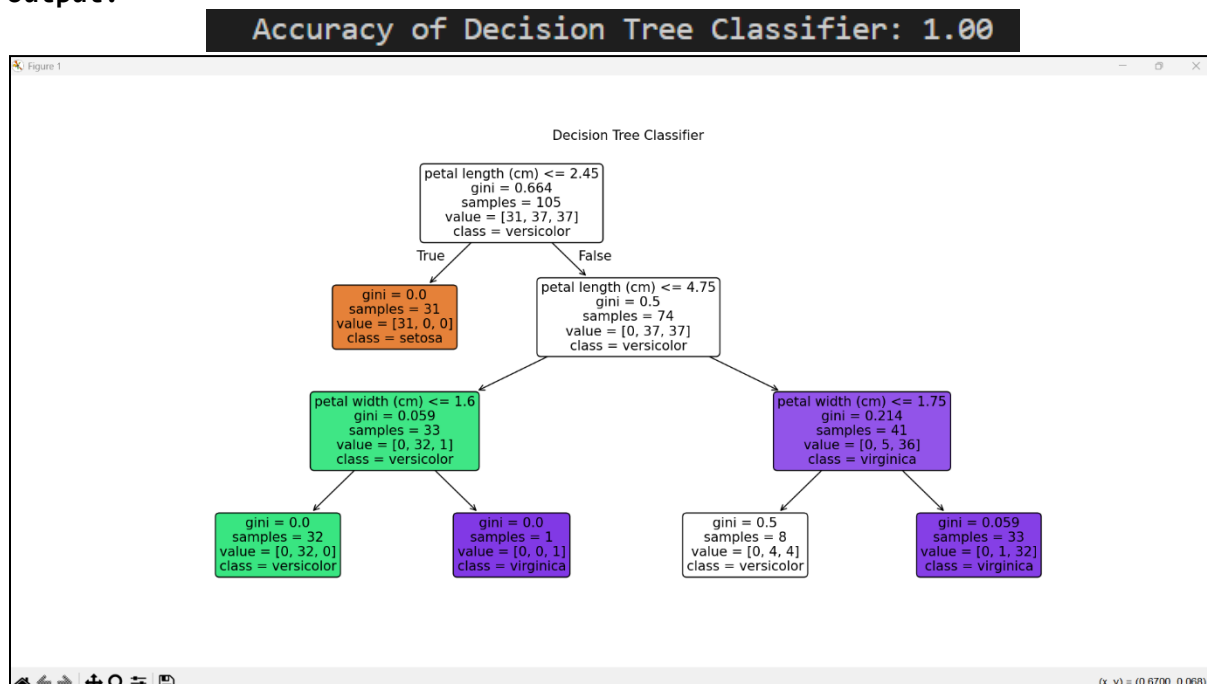 output:
Accuracy of Decision Tree Classifier: 1.00
Figure 1
Decision Tree Classifier
petal length (cm) <= 2.45
gini = 0.664
samples = 105
value = [31, 37, 37]
class = versicolor
True
False
gini = 0.0
samples = 31
value = [31, 0, 0]
class = setosa
petal length (cm) <= 4.75
gini = 0.5
samples = 74
value = [0, 37, 37]
class = versicolor
petal width (cm) <= 1.6
gini = 0.059
samples = 33
value = [0, 32, 1]
class = versicolor
petal width (cm) <= 1.75
gini = 0.214
samples = 41
value = [0, 5, 36]
class = virginica
gini = 0.0
samples = 32
value = [0, 32, 0]
class = versicolor
gini = 0.0
samples = 1
value = [0, 0, 1]
class = virginica
gini = 0.5
samples = 8
value = [0, 4, 4]
class = versicolor
gini = 0.059
samples = 33
value = [0, 1, 32]
class = virginica
(x, y) = (0.6700, 0.068)